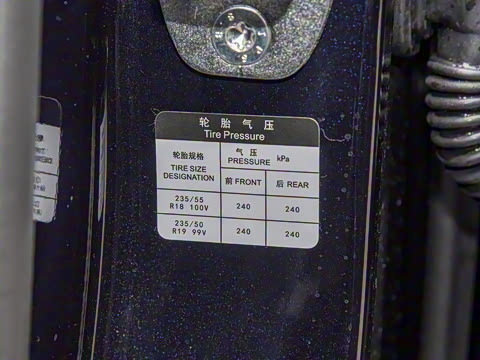 轮胎气压
Tire Pressure
轮胎规格
TIRE SIZE
DESIGNATION
气压
PRESSURE kPa
前 FRONT 后 REAR
235/55
R18 100V 240 240
235/50
R19 99V 240 240